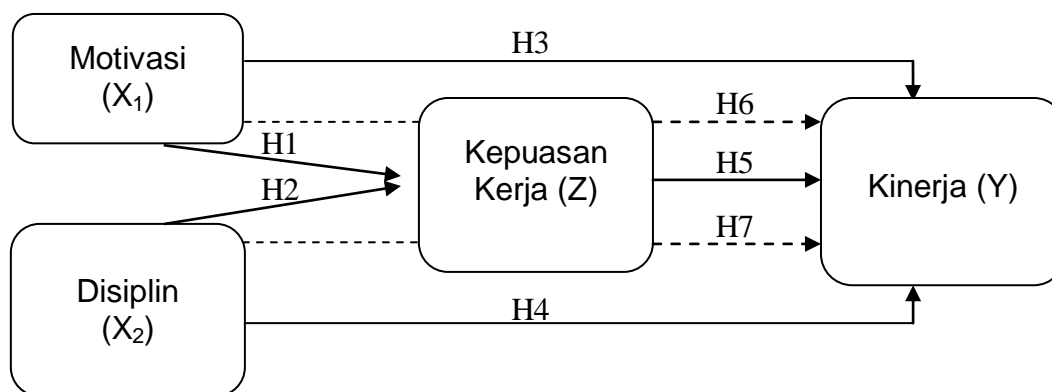 Motivasi
(X₁)
H3
H6
H1
Kepuasan
Kerja (Z)
H5
Kinerja (Y)
H2
H7
Disiplin
(X₂)
H4